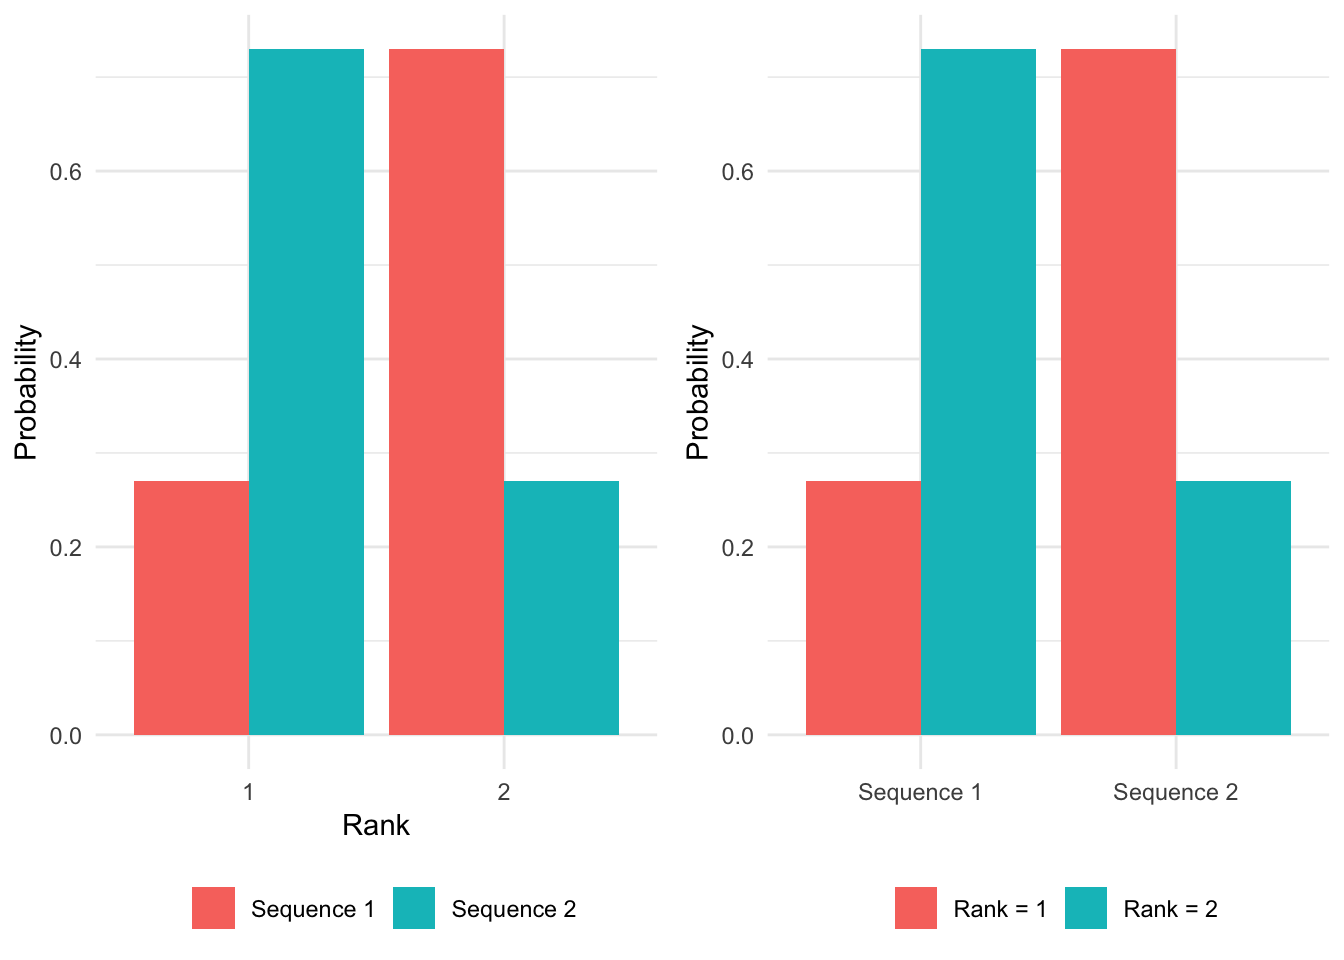 Probability
0.6
0.4
0.2
0.0
1
2
Rank
Sequence 1
Sequence 2
Probability
0.6
0.4
0.2
0.0
Sequence 1
Sequence 2
Rank = 1
Rank = 2